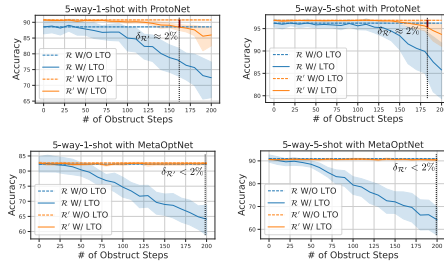 5-way-1-shot with ProtoNet
Accuracy
90
85
80
75
70
65
δ_R' ≈ 2%
R W/O LTO
R W/ LTO
R' W/O LTO
R' W/ LTO
0 25 50 75 100 125 150 175 200
# of Obstruct Steps
5-way-5-shot with ProtoNet
Accuracy
95
90
85
80
δ_R' ≈ 2%
R W/O LTO
R W/ LTO
R' W/O LTO
R' W/ LTO
0 25 50 75 100 125 150 175 200
# of Obstruct Steps
5-way-1-shot with MetaOptNet
Accuracy
85
80
75
70
65
60
δ_R' < 2%
R W/O LTO
R W/ LTO
R' W/O LTO
R' W/ LTO
0 25 50 75 100 125 150 175 200
# of Obstruct Steps
5-way-5-shot with MetaOptNet
Accuracy
90
80
70
60
δ_R' < 2%
R W/O LTO
R W/ LTO
R' W/O LTO
R' W/ LTO
0 25 50 75 100 125 150 175 200
# of Obstruct Steps